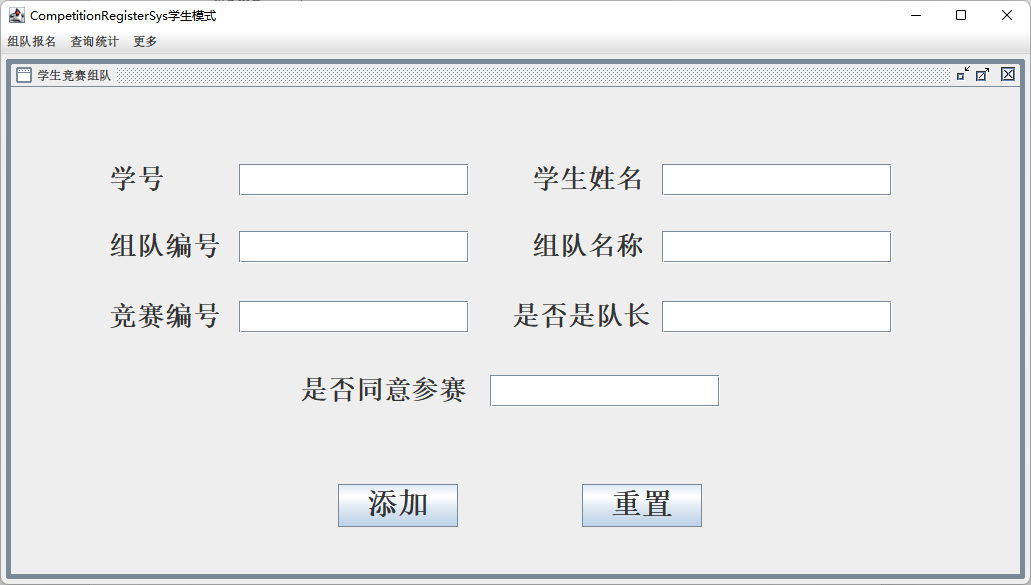 CompetitionRegisterSys学生模式
组队报名 查询统计 更多
学生竞赛组队
学号 学生姓名
组队编号 组队名称
竞赛编号 是否是队长
是否同意参赛
添加 重置